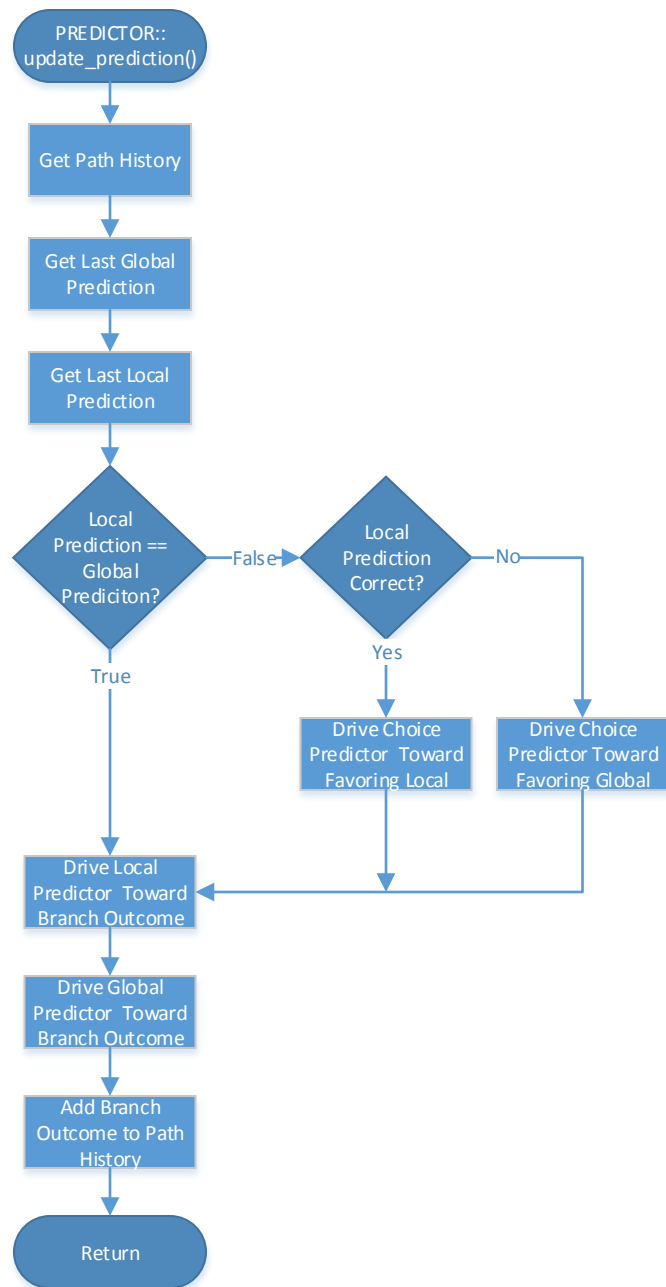 PREDICTOR::
update_prediction()
Get Path History
Get Last Global
Prediction
Get Last Local
Prediction
Local
Prediction ==
Global
Prediciton?
False
Local
Prediction
Correct?
No
True
Yes
Drive Choice
Predictor Toward
Favoring Local
Drive Choice
Predictor Toward
Favoring Global
Drive Local
Predictor Toward
Branch Outcome
Drive Global
Predictor Toward
Branch Outcome
Add Branch
Outcome to Path
History
Return